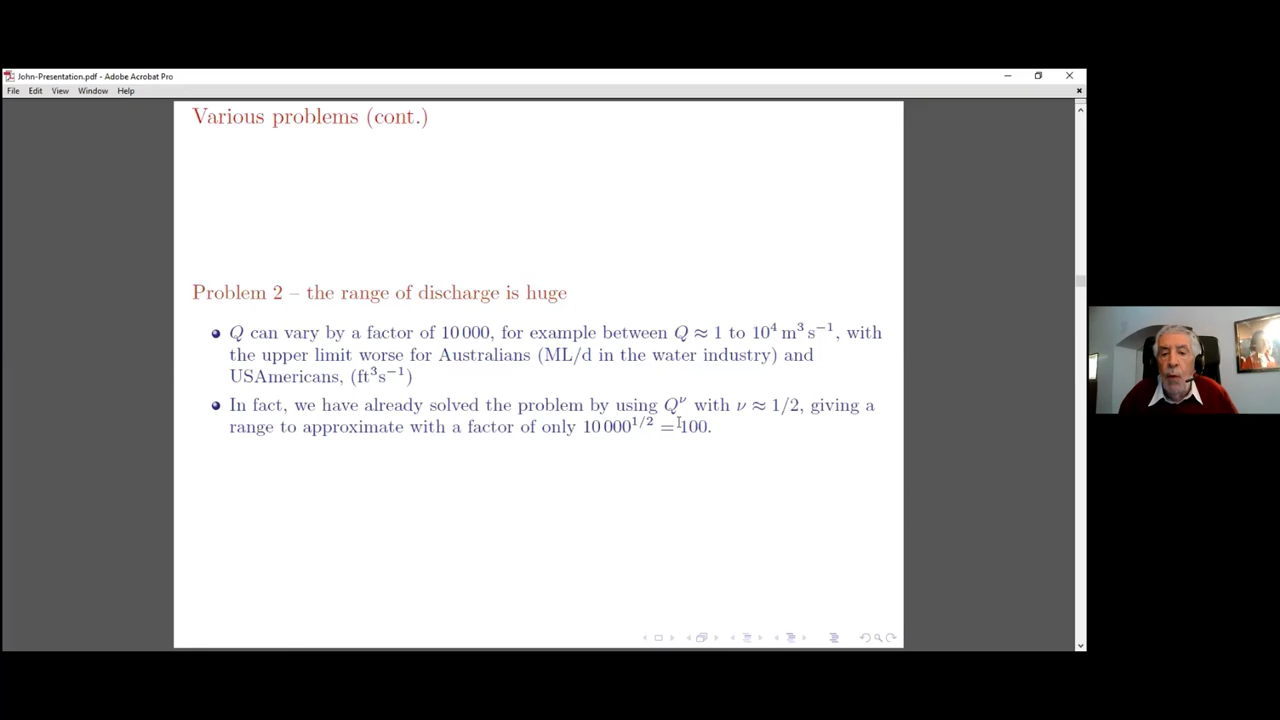 John-Presentation.pdf - Adobe Acrobat Pro
File Edit View Window Help
Various problems (cont.)
Problem 2 – the range of discharge is huge
Q can vary by a factor of 10 000, for example between Q ≈ 1 to 10⁴ m³ s⁻¹, with
the upper limit worse for Australians (ML/d in the water industry) and
USAmericans, (ft³s⁻¹)
In fact, we have already solved the problem by using Q^ν with ν ≈ 1/2, giving a
range to approximate with a factor of only 10 000^1/2 = 100.